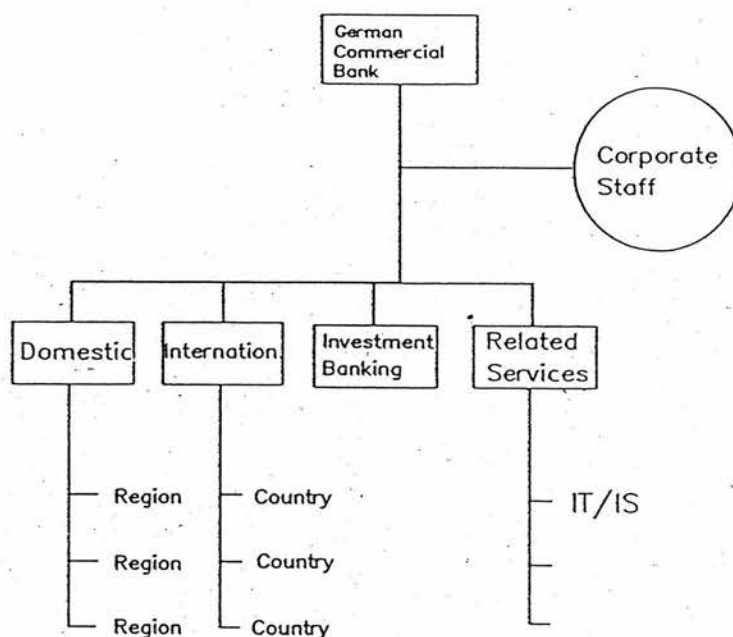 German
Commercial
Bank
Corporate
Staff
Domestic
Internation.
Investment
Banking
Related
Services
Region
Country
IT/IS
Region
Country
Region
Country